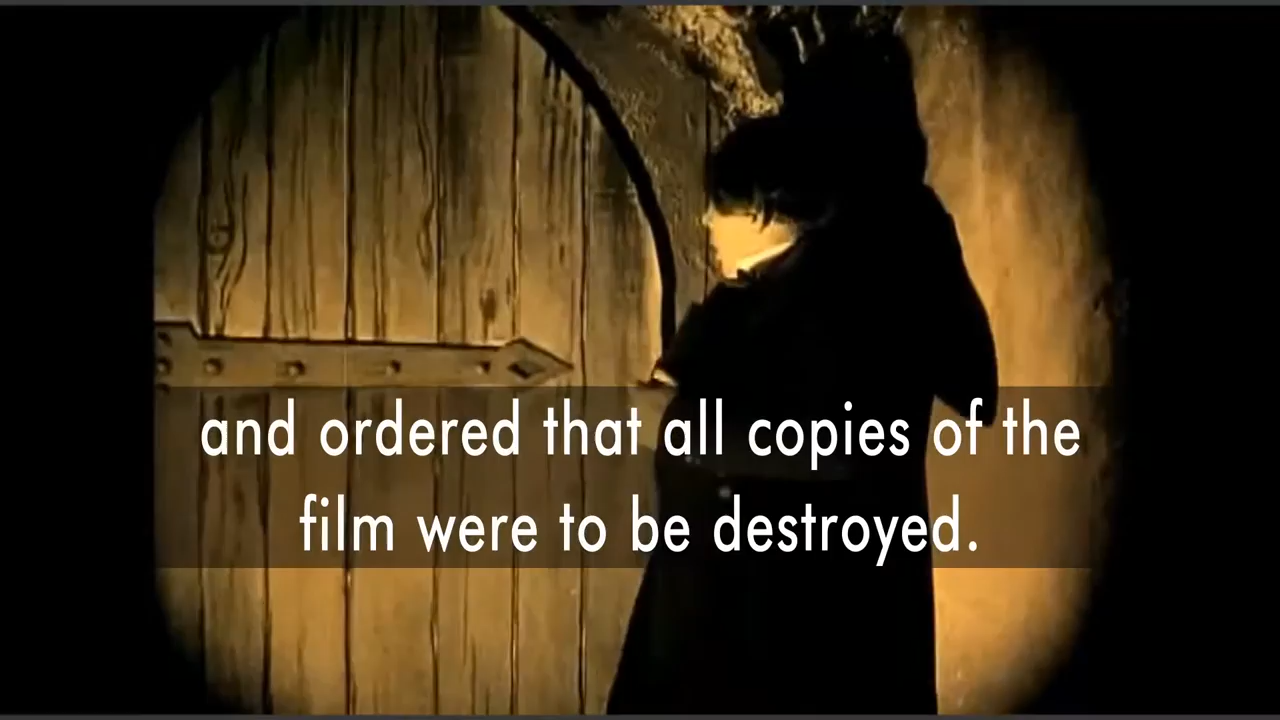 and ordered that all copies of the
film were to be destroyed.